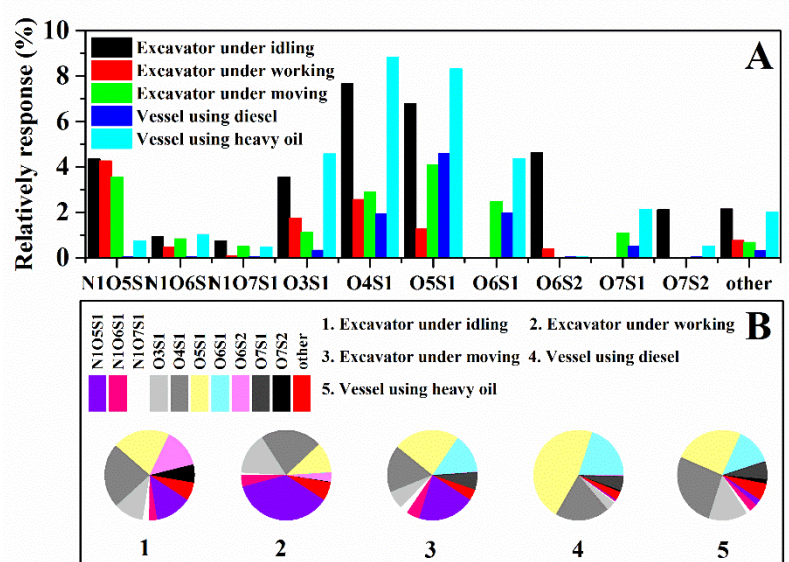 Relatively response (%)
10
8
6
4
2
0
Excavator under idling
Excavator under working
Excavator under moving
Vessel using diesel
Vessel using heavy oil
A
N1O5S1 N1O6S1 N1O7S1 O3S1 O4S1 O5S1 O6S1 O6S2 O7S1 O7S2 other
B
N1O5S1
N1O6S1
N1O7S1
O3S1
O4S1
O5S1
O6S1
O6S2
O7S1
O7S2
other
1. Excavator under idling 2. Excavator under working
3. Excavator under moving 4. Vessel using diesel
5. Vessel using heavy oil
1 2 3 4 5